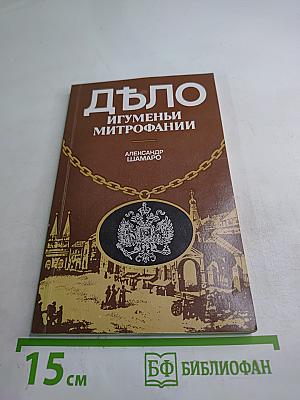 ДѢЛО
ИГУМЕНЬИ
МИТРОФАНИИ
АЛЕКСАНДР
ШАМАРО
15 см
БФ БИБЛИОФАН